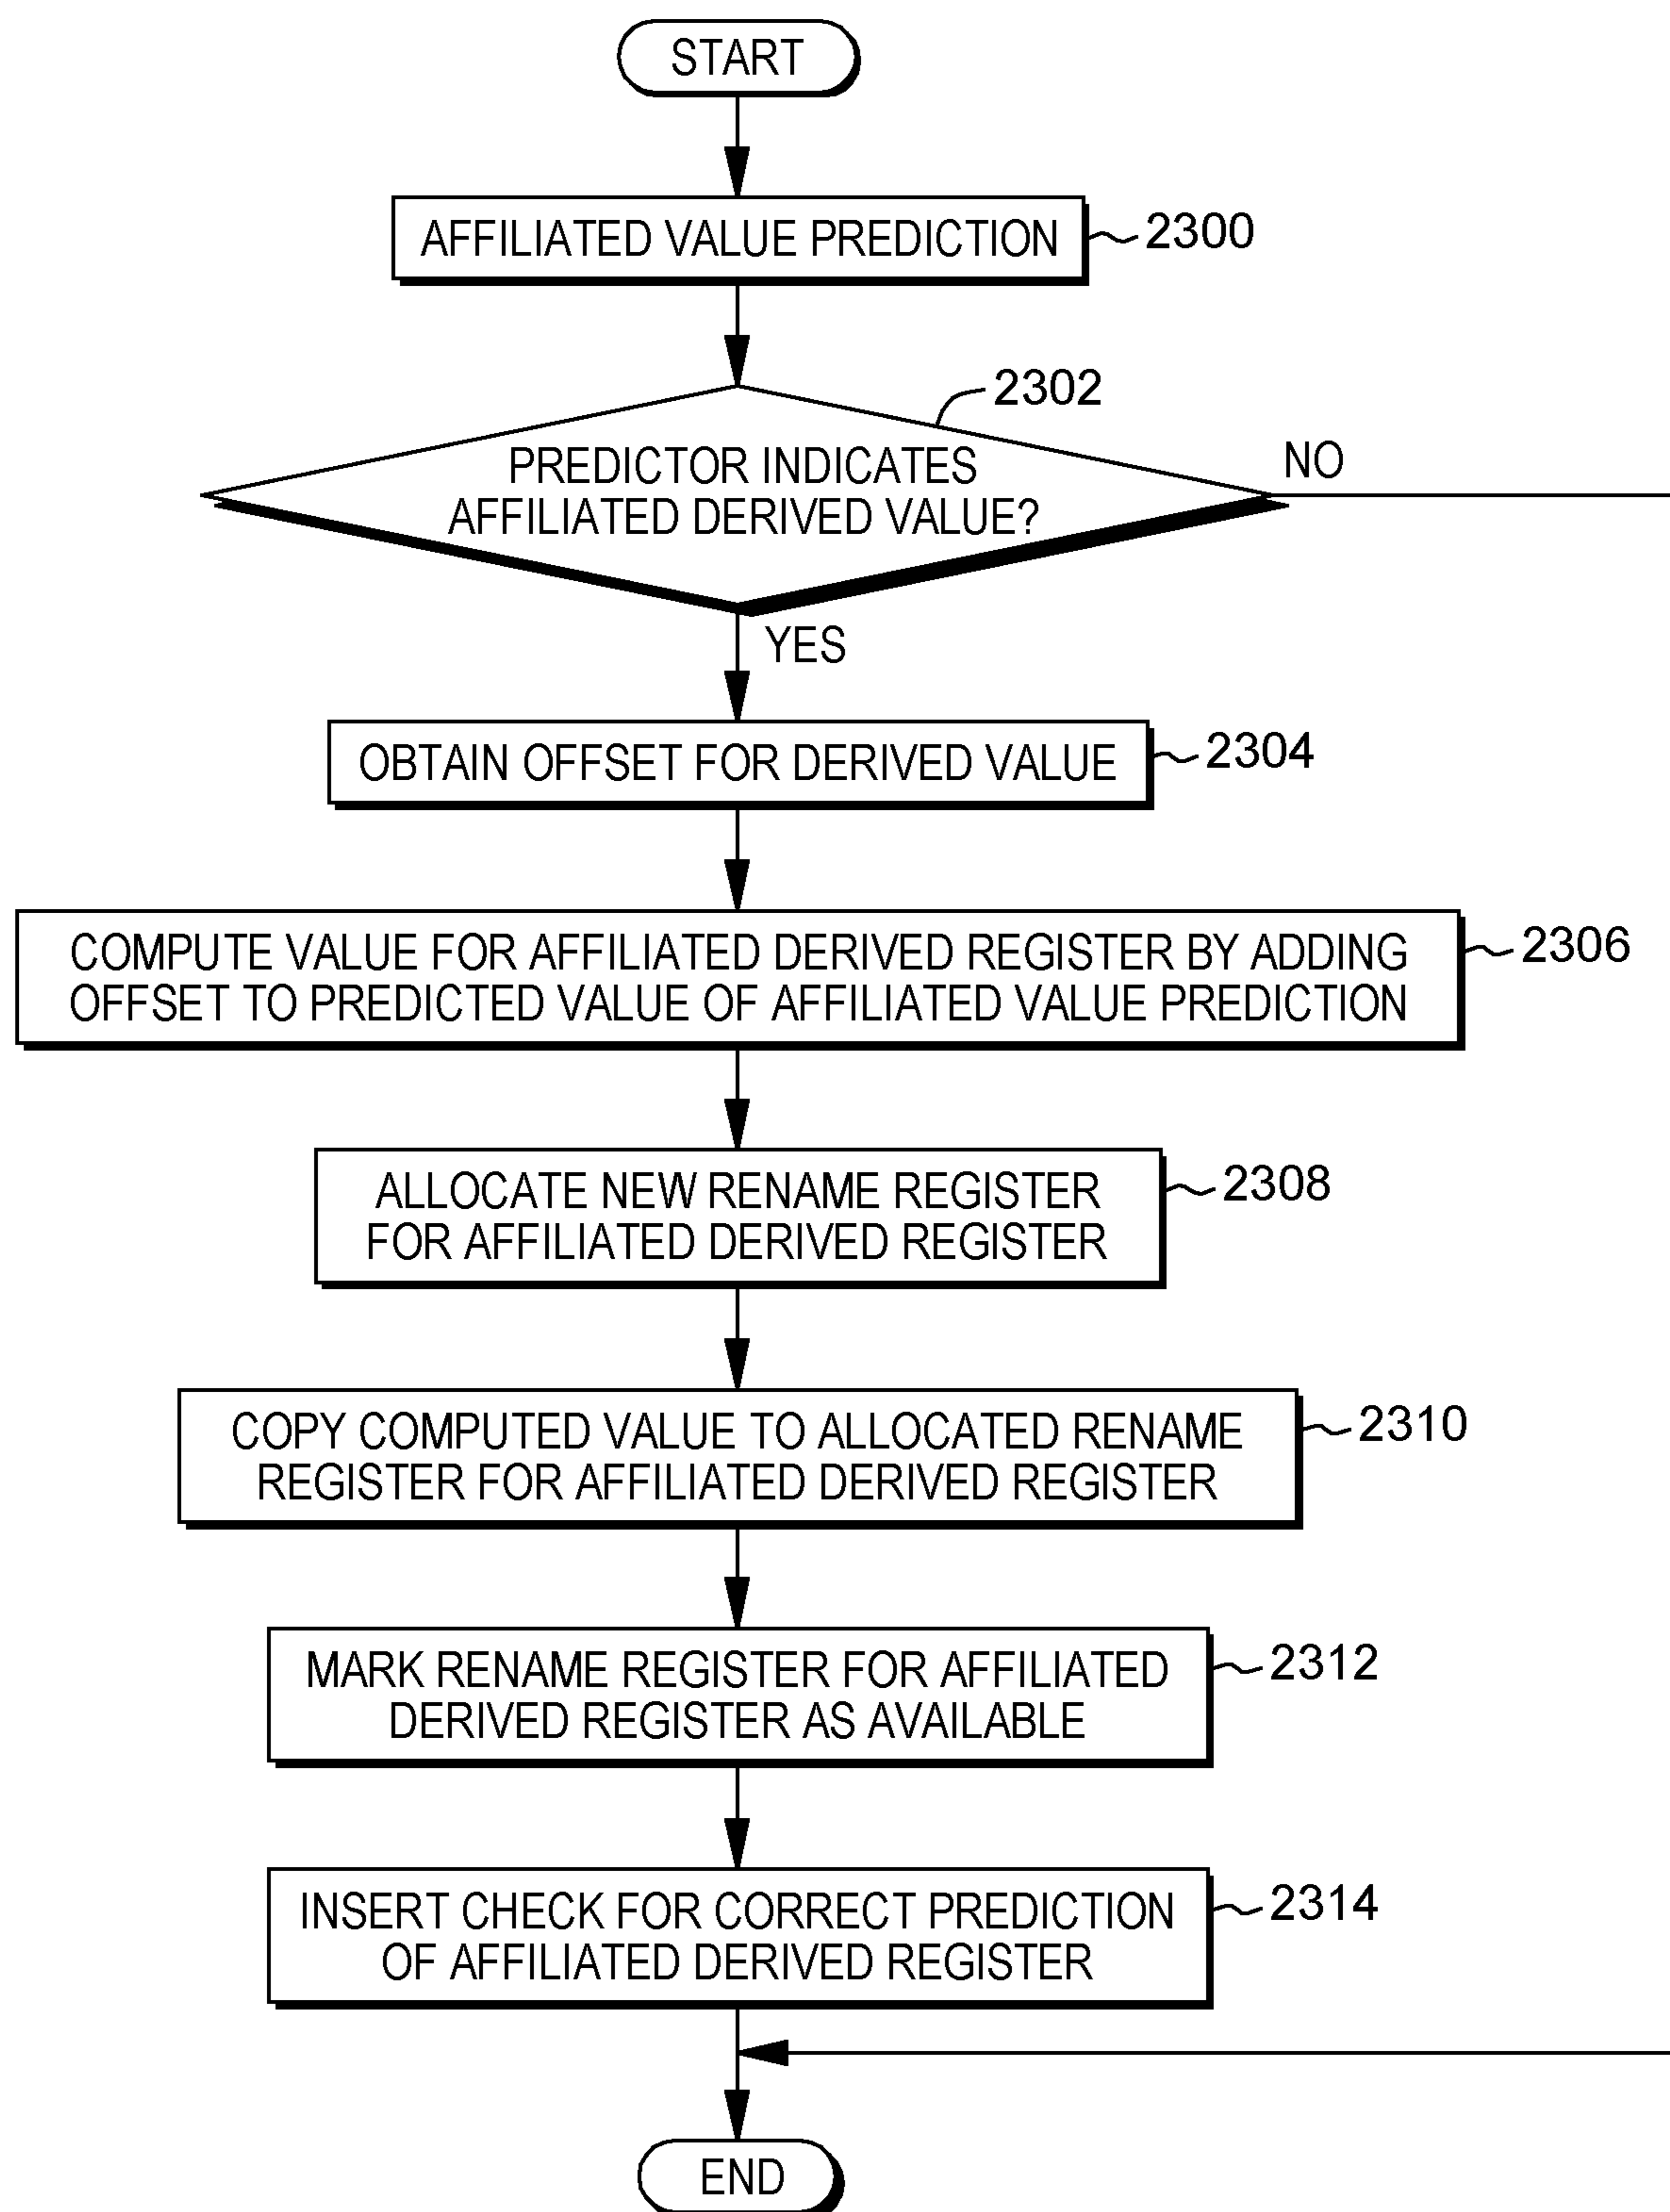 START
AFFILIATED VALUE PREDICTION
2300
2302
PREDICTOR INDICATES
AFFILIATED DERIVED VALUE?
NO
YES
OBTAIN OFFSET FOR DERIVED VALUE
2304
COMPUTE VALUE FOR AFFILIATED DERIVED REGISTER BY ADDING
OFFSET TO PREDICTED VALUE OF AFFILIATED VALUE PREDICTION
2306
ALLOCATE NEW RENAME REGISTER
FOR AFFILIATED DERIVED REGISTER
2308
COPY COMPUTED VALUE TO ALLOCATED RENAME
REGISTER FOR AFFILIATED DERIVED REGISTER
2310
MARK RENAME REGISTER FOR AFFILIATED
DERIVED REGISTER AS AVAILABLE
2312
INSERT CHECK FOR CORRECT PREDICTION
OF AFFILIATED DERIVED REGISTER
2314
END